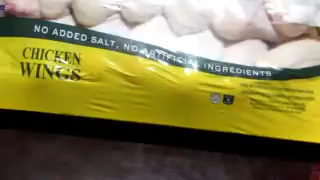 NO ADDED SALT, NO ARTIFICIAL INGREDIENTS
CHICKEN
WINGS